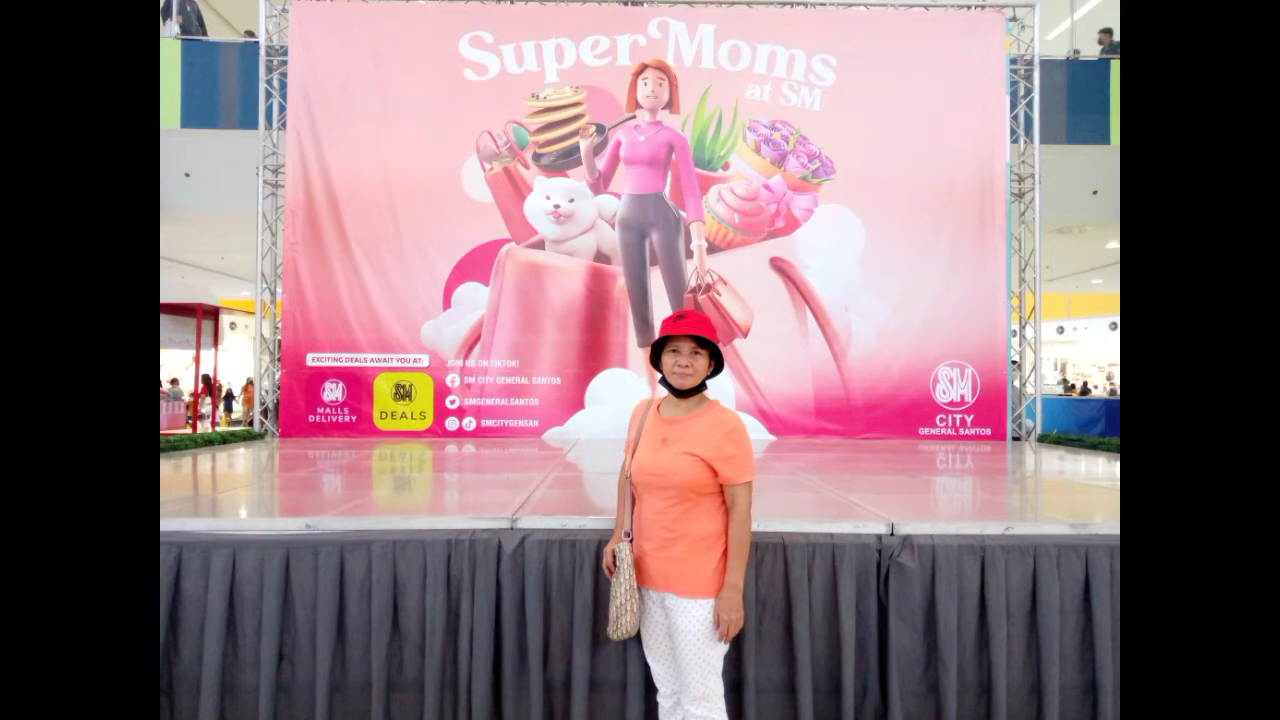 Super Moms
at SM
EXCITING DEALS AWAIT YOU AT:
SM
MALLS
DELIVERY
SM
DEALS
JOIN US ON TIKTOK!
SM CITY GENERAL SANTOS
SMGENERALSANTOS
SMCITYGENSAN
SM
CITY
GENERAL SANTOS